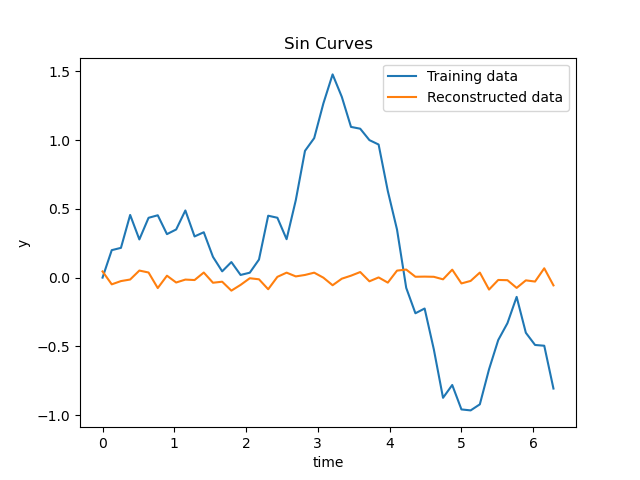 Sin Curves
Training data
Reconstructed data
1.5
1.0
0.5
0.0
−0.5
−1.0
y
0 1 2 3 4 5 6
time